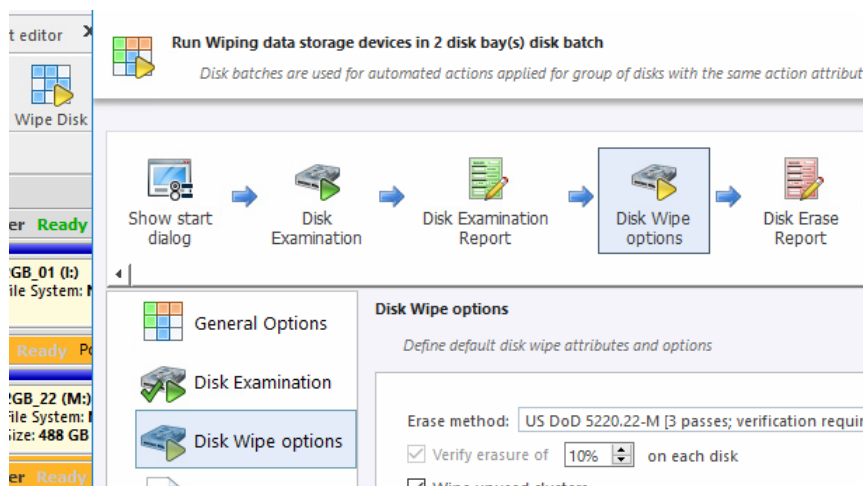 t editor X
Wipe Disk
er Ready
GB_01 (I:)
ile System:
Ready
GB_22 (M:)
ile System:
ize: 488 GB
er Ready
Run Wiping data storage devices in 2 disk bay(s) disk batch
Disk batches are used for automated actions applied for group of disks with the same action attribut
Show start
dialog
Disk
Examination
Disk Examination
Report
Disk Wipe
options
Disk Erase
Report
General Options
Disk Examination
Disk Wipe options
Disk Wipe options
Define default disk wipe attributes and options
Erase method: US DoD 5220.22-M [3 passes; verification requir
Verify erasure of 10% on each disk
Wipe unused clusters